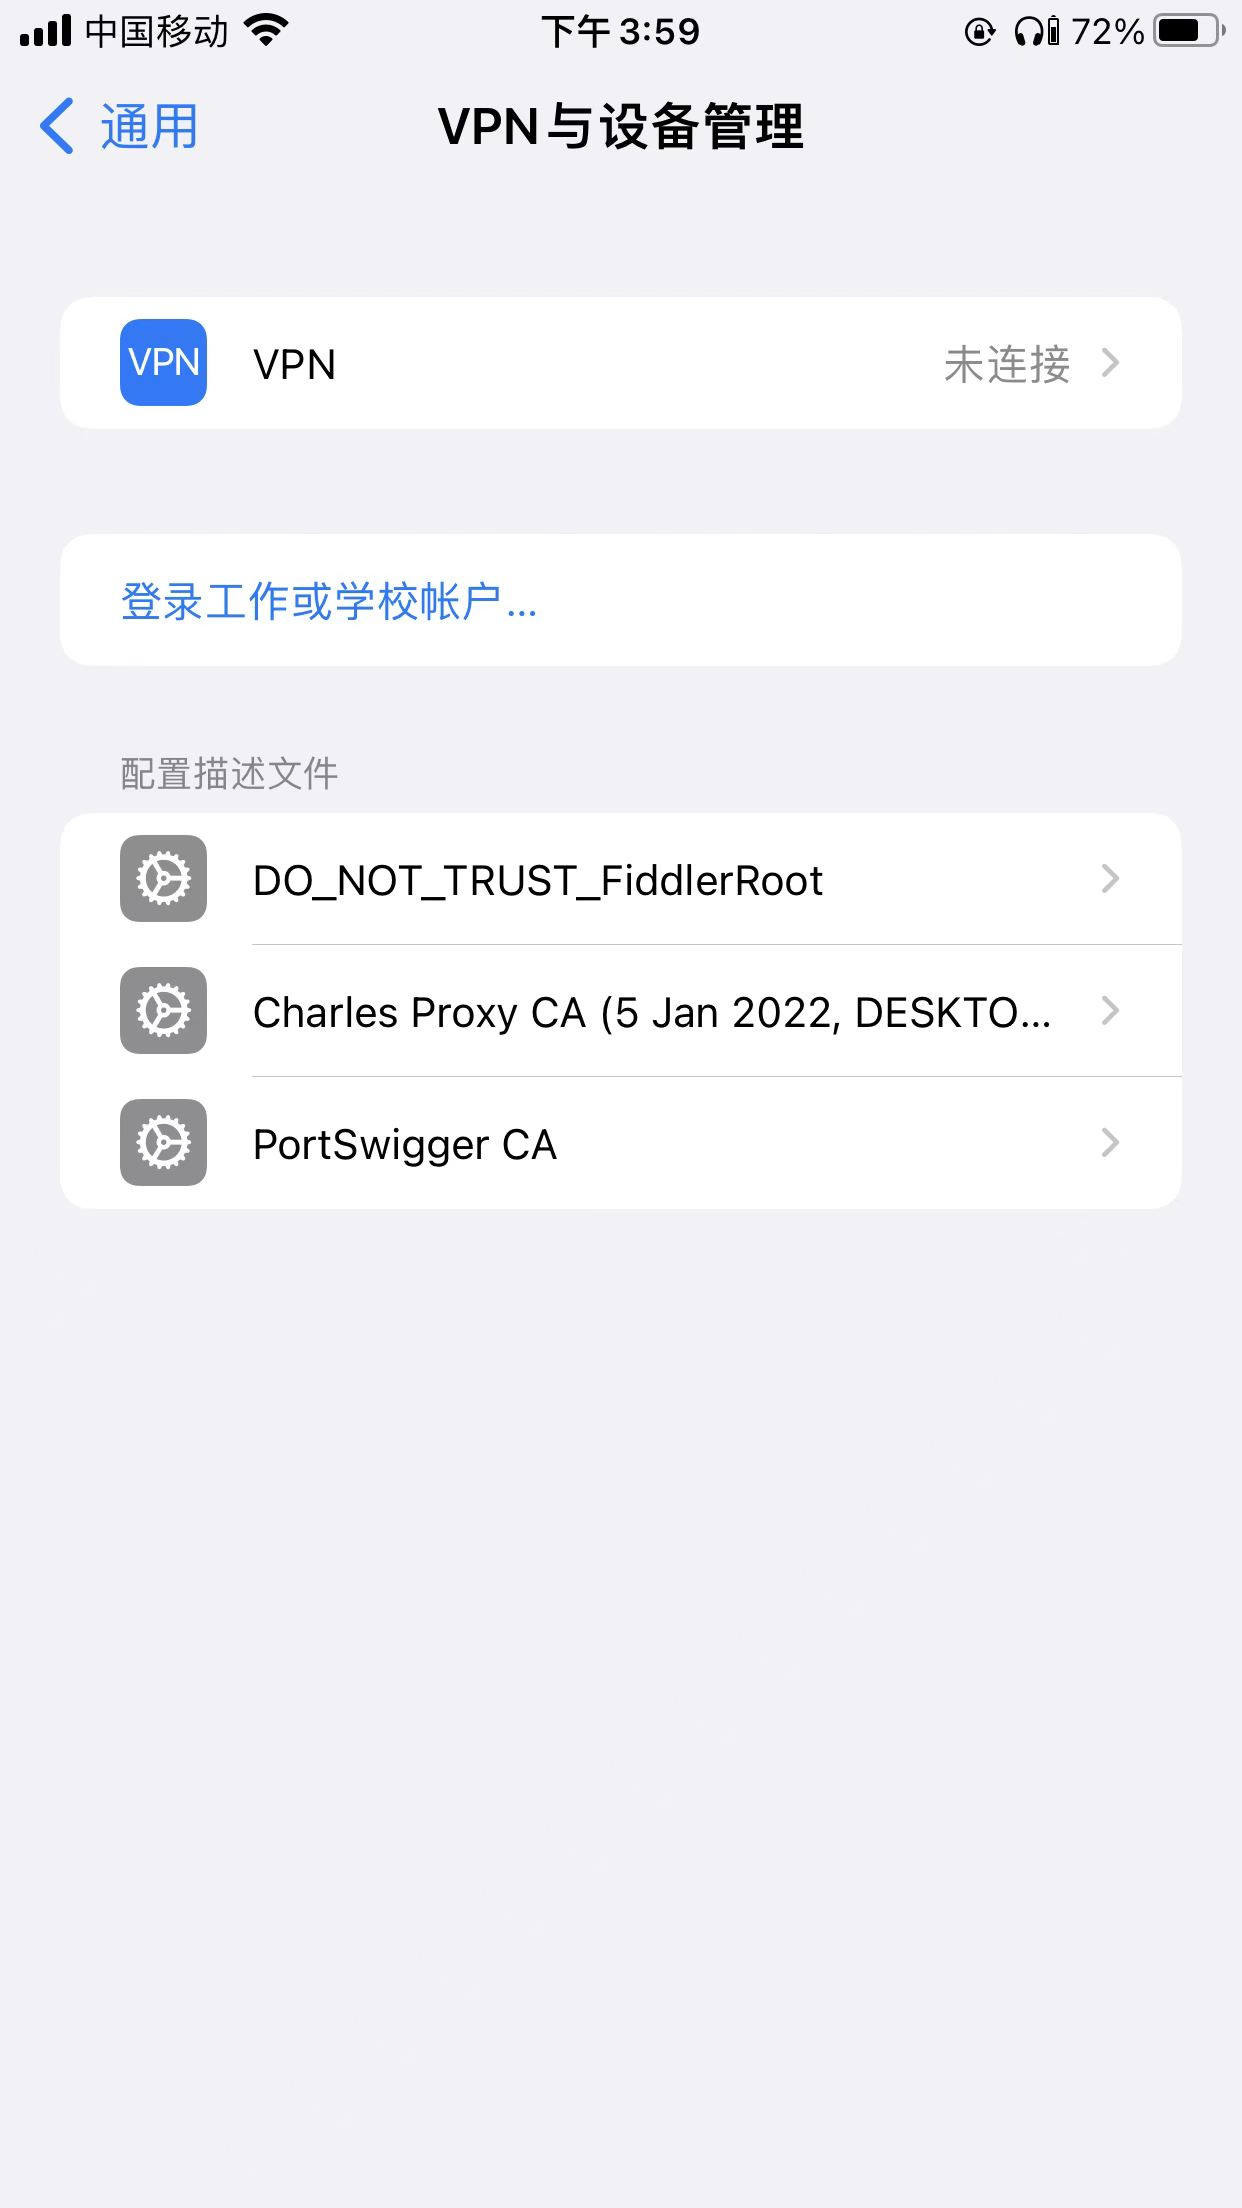 中国移动 下午3:59 72%
通用 VPN与设备管理
VPN VPN 未连接
登录工作或学校帐户...
配置描述文件
DO_NOT_TRUST_FiddlerRoot
Charles Proxy CA (5 Jan 2022, DESKTO...
PortSwigger CA